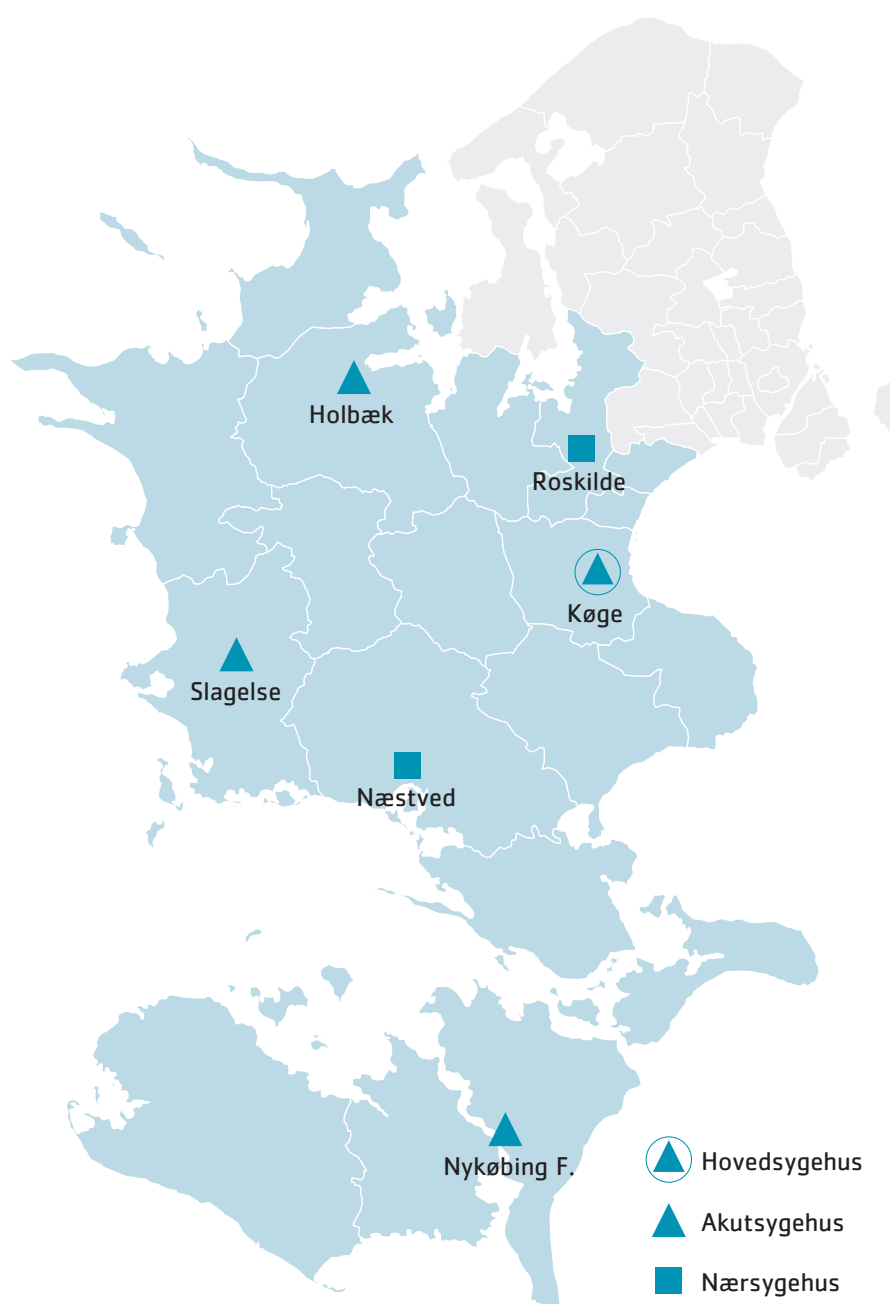 Holbæk
Roskilde
Køge
Slagelse
Næstved
Nykøbing F.
Hovedsygehus
Akutsygehus
Nærsygehus